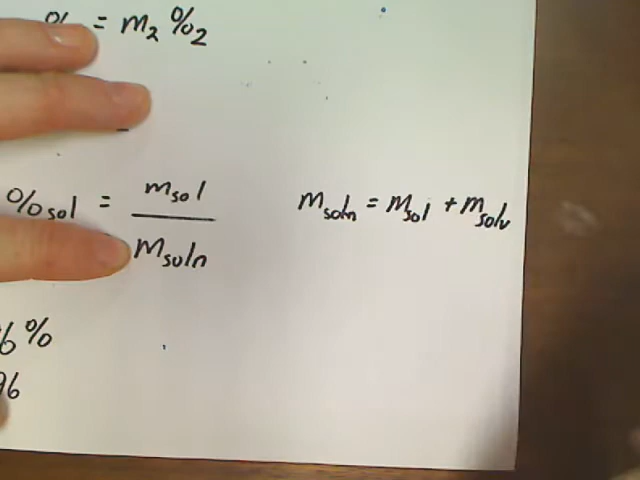 % = m₂ %₂
%sol = msol / msoln
msoln = msol + msolv
6%
96